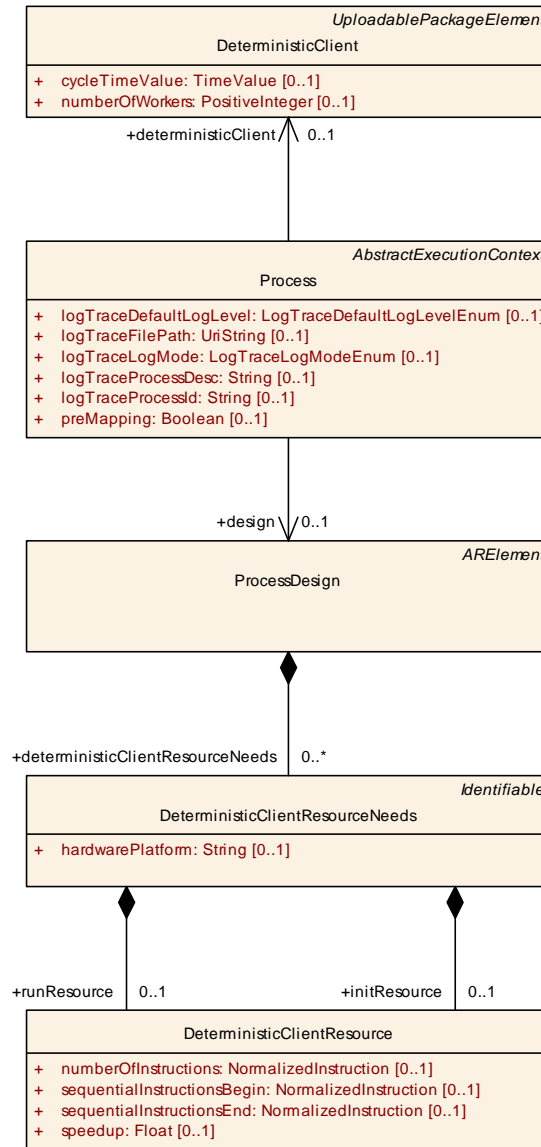 UploadablePackageElement
DeterministicClient
+ cycleTimeValue: TimeValue [0..1]
+ numberOfWorkers: PositiveInteger [0..1]
+deterministicClient 0..1
AbstractExecutionContext
Process
+ logTraceDefaultLogLevel: LogTraceDefaultLogLevelEnum [0..1]
+ logTraceFilePath: UriString [0..1]
+ logTraceLogMode: LogTraceLogModeEnum [0..1]
+ logTraceProcessDesc: String [0..1]
+ logTraceProcessId: String [0..1]
+ preMapping: Boolean [0..1]
+design 0..1
ARElement
ProcessDesign
+deterministicClientResourceNeeds 0..*
Identifiable
DeterministicClientResourceNeeds
+ hardwarePlatform: String [0..1]
+runResource 0..1 +initResource 0..1
DeterministicClientResource
+ numberOfInstructions: NormalizedInstruction [0..1]
+ sequentialInstructionsBegin: NormalizedInstruction [0..1]
+ sequentialInstructionsEnd: NormalizedInstruction [0..1]
+ speedup: Float [0..1]